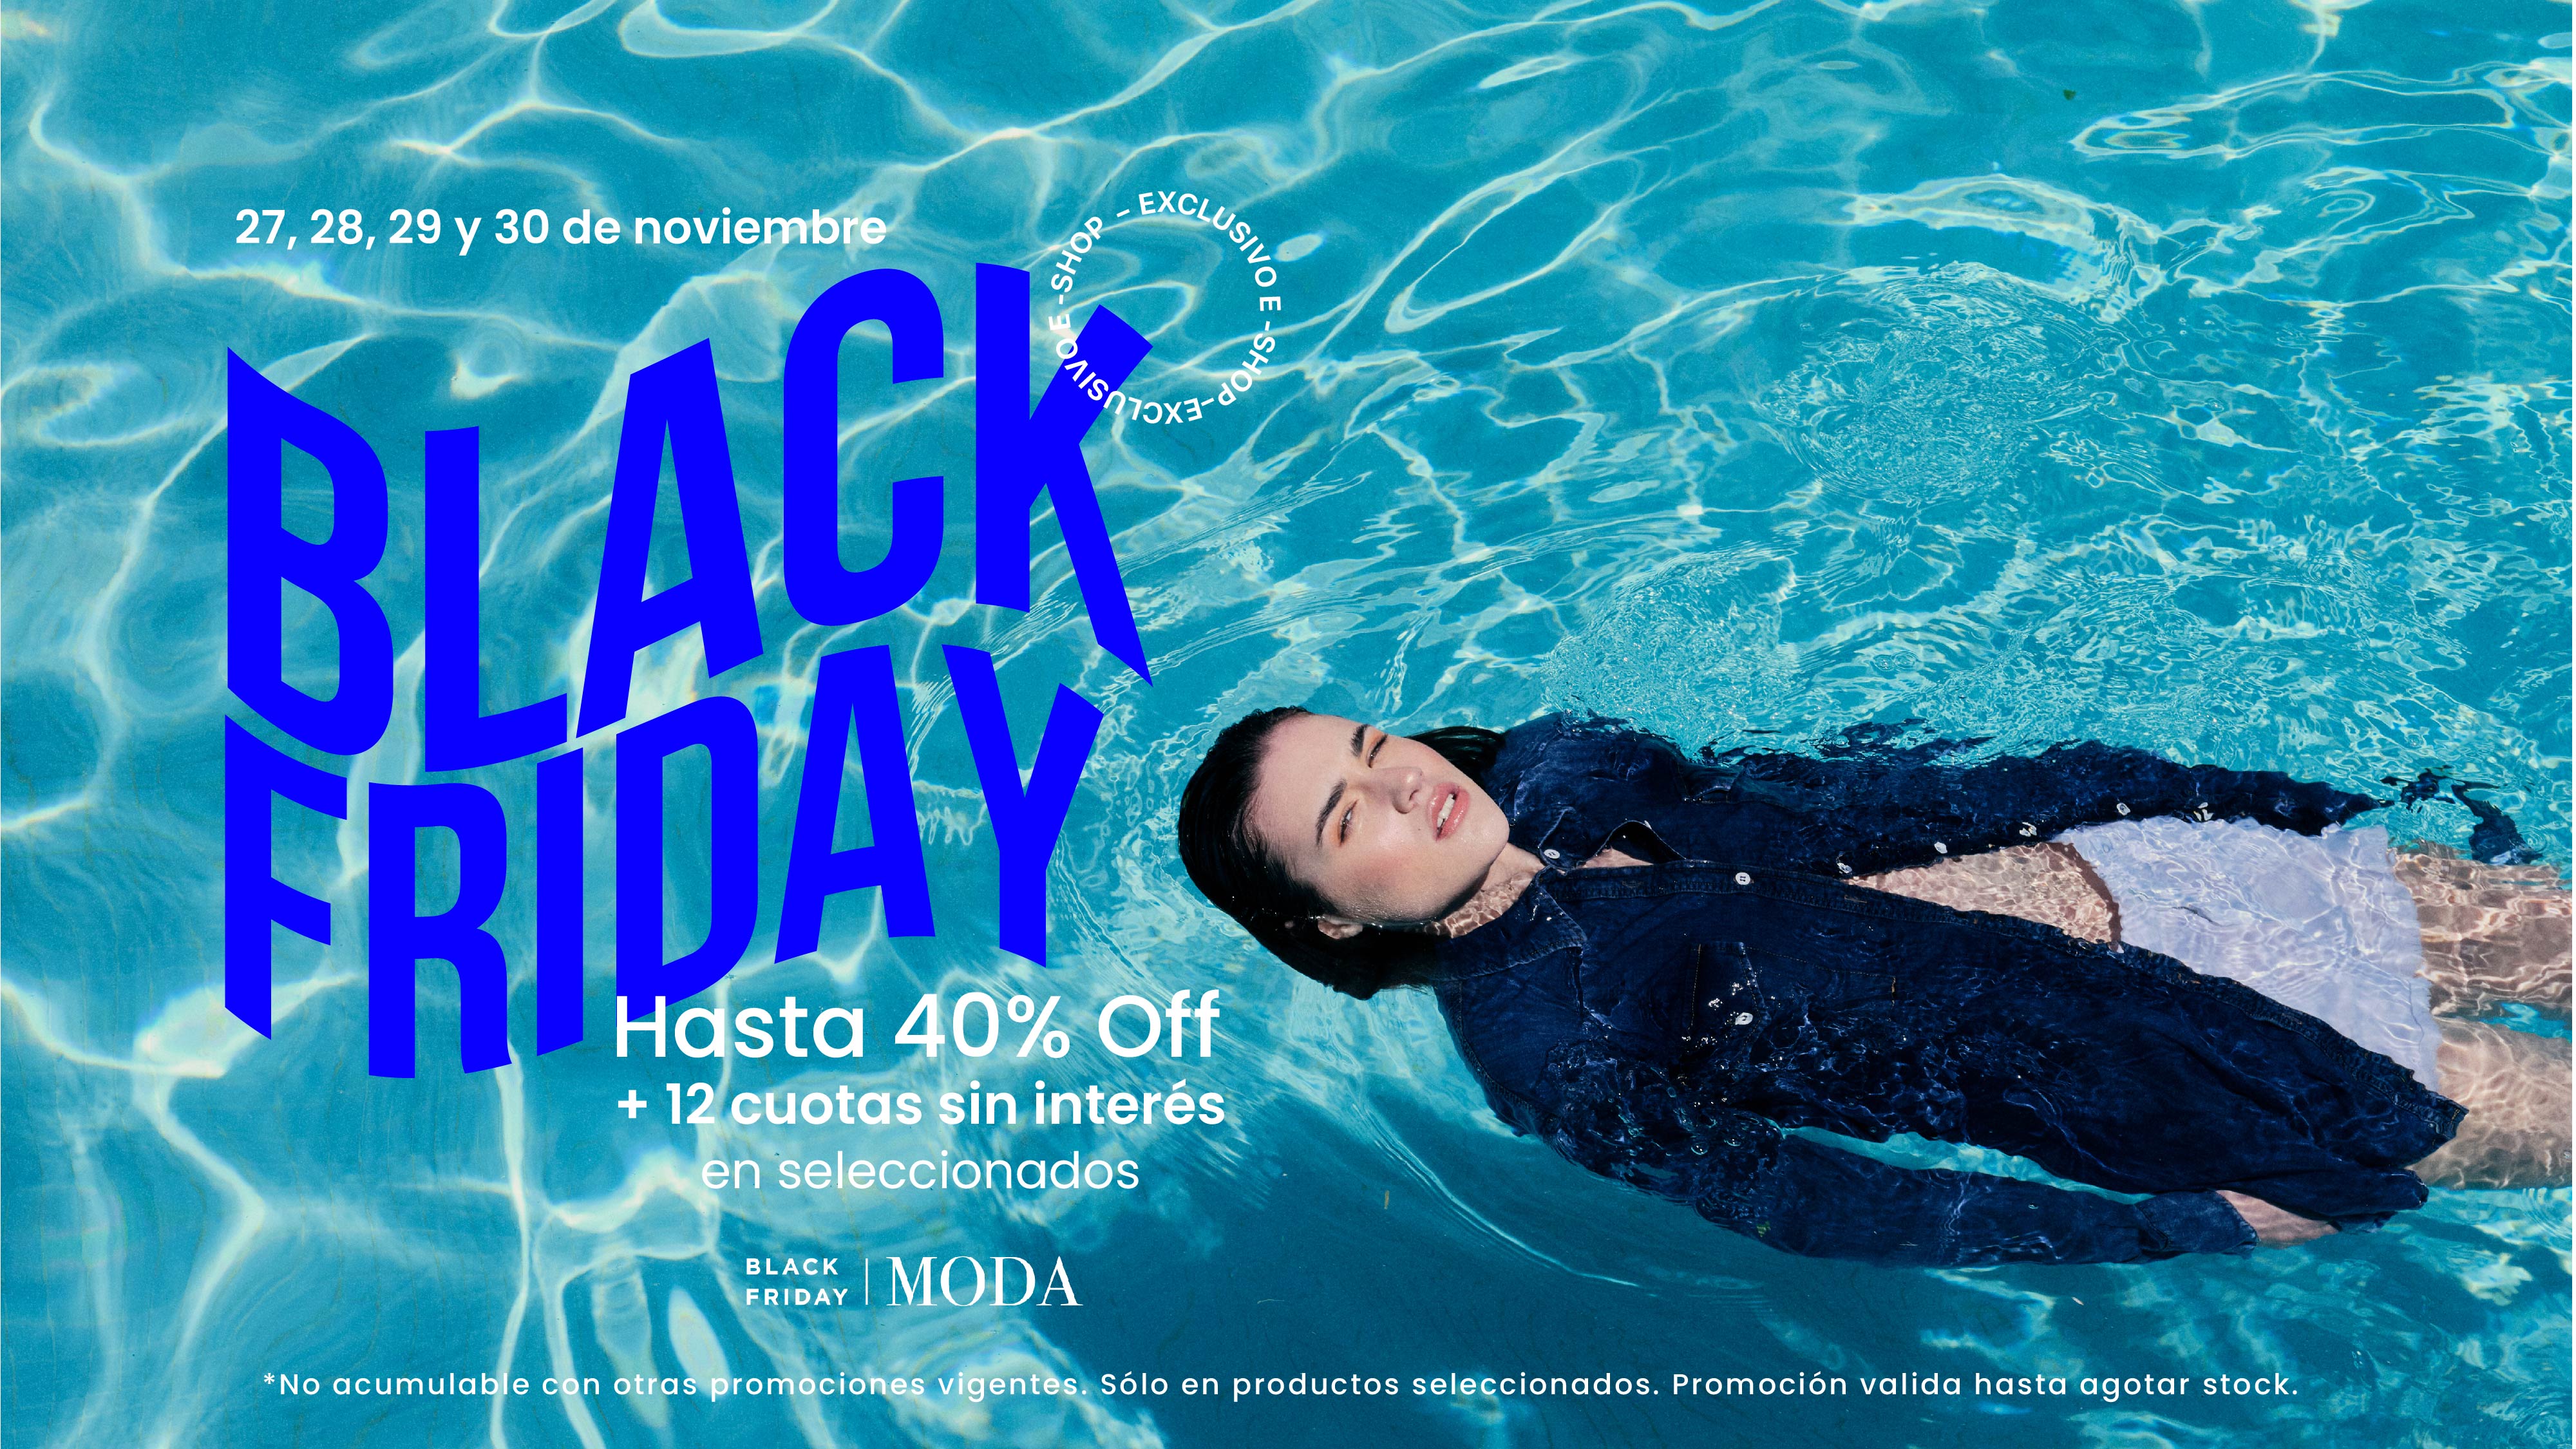 27, 28, 29 y 30 de noviembre
- EXCLUSIVO E -SHOP-EXCLUSIVO E -SHOP
BLACK
FRIDAY
Hasta 40% Off
+ 12 cuotas sin interés
en seleccionados
BLACK
FRIDAY
MODA
*No acumulable con otras promociones vigentes. Sólo en productos seleccionados. Promoción valida hasta agotar stock.